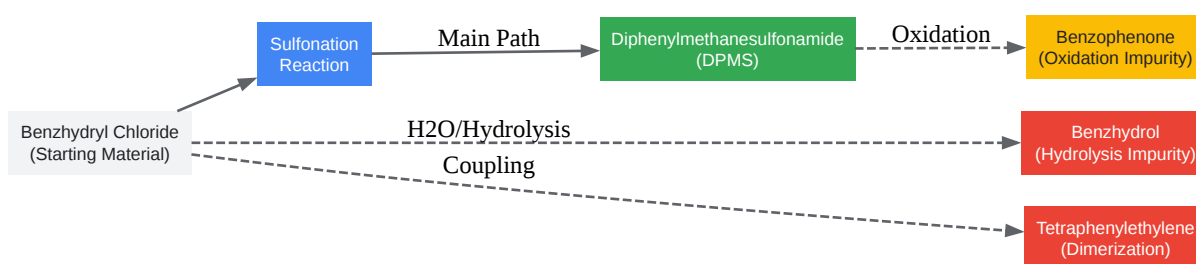 Sulfonation
Reaction
Main Path
Diphenylmethanesulfonamide
(DPMS)
Oxidation
Benzophenone
(Oxidation Impurity)
Benzhydryl Chloride
(Starting Material)
H2O/Hydrolysis
Benzhydrol
(Hydrolysis Impurity)
Coupling
Tetraphenylethylene
(Dimerization)